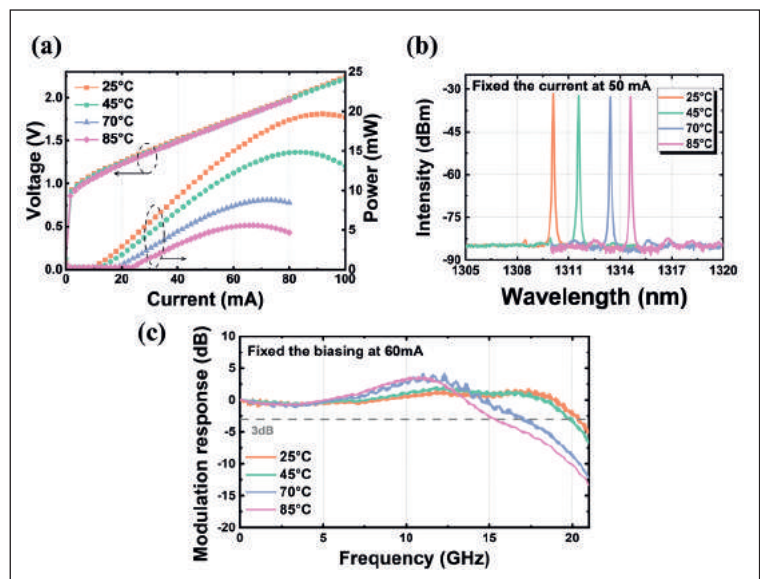 (a)
25°C
45°C
70°C
85°C
Voltage (V)
0.0
0.5
1.0
1.5
2.0
Power (mW)
0
5
10
15
20
25
0 20 40 60 80 100
Current (mA)
(b)
Fixed the current at 50 mA
25°C
45°C
70°C
85°C
Intensity (dBm)
-30
-45
-60
-75
-90
1305 1308 1311 1314 1317 1320
Wavelength (nm)
(c)
Fixed the biasing at 60mA
Modulation response (dB)
10
5
0
-5
-10
-15
-20
3dB
25°C
45°C
70°C
85°C
0 5 10 15 20
Frequency (GHz)